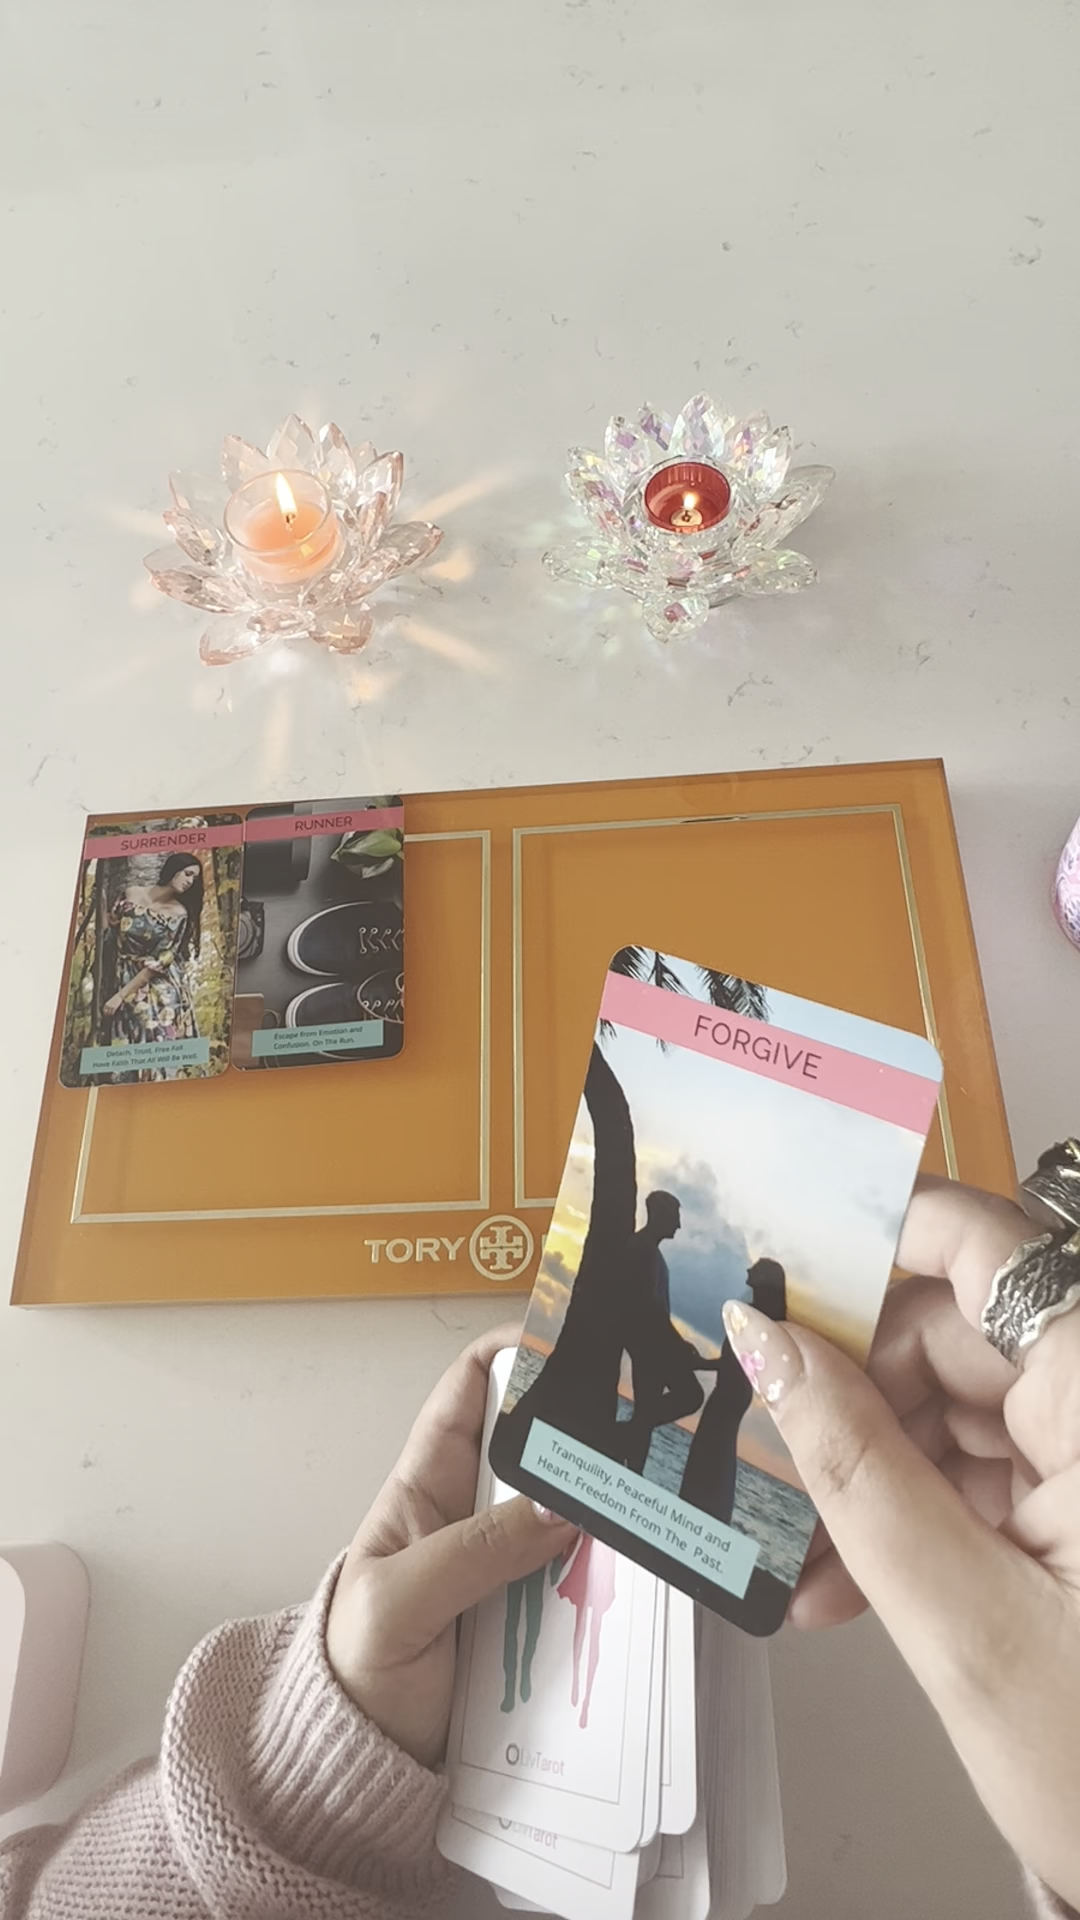 SURRENDER
Detach, Trust, Free Fall
Have Faith That All Will Be Well.
RUNNER
Escape from Emotion and
Confusion. On The Run.
FORGIVE
Tranquility, Peaceful Mind and
Heart. Freedom From The Past.
TORY
LivTarot
LivTarot